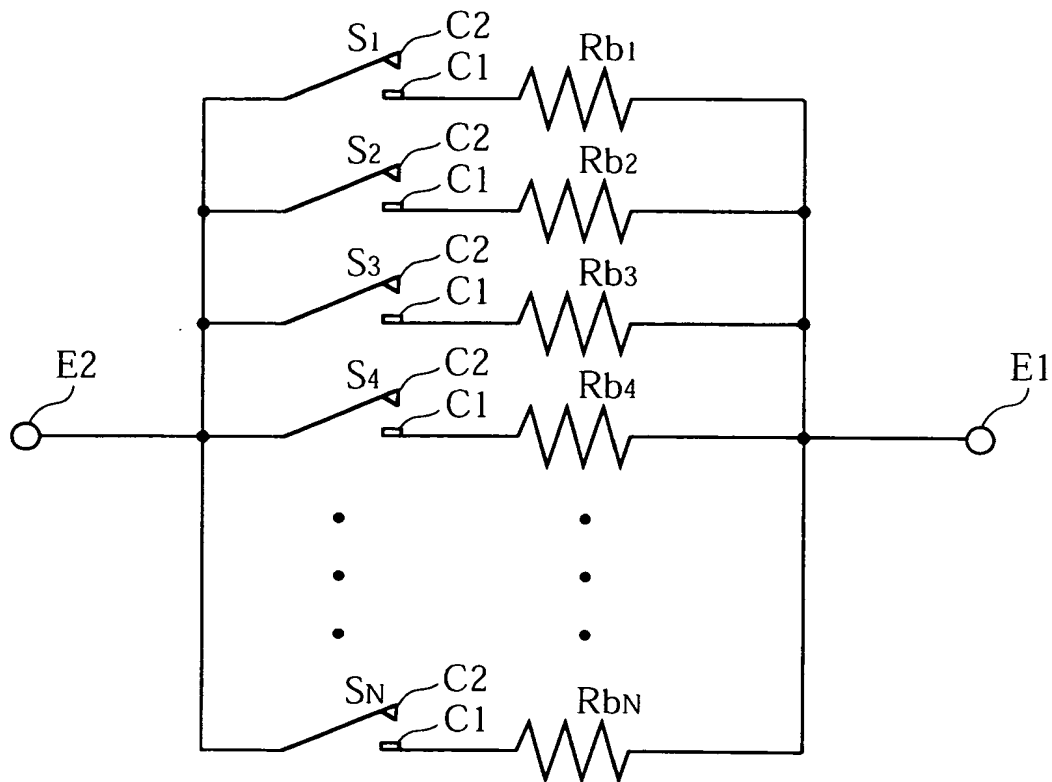 S1 C2
C1 Rb1
S2 C2
C1 Rb2
S3 C2
C1 Rb3
E2 S4 C2
C1 Rb4 E1
SN C2
C1 RbN